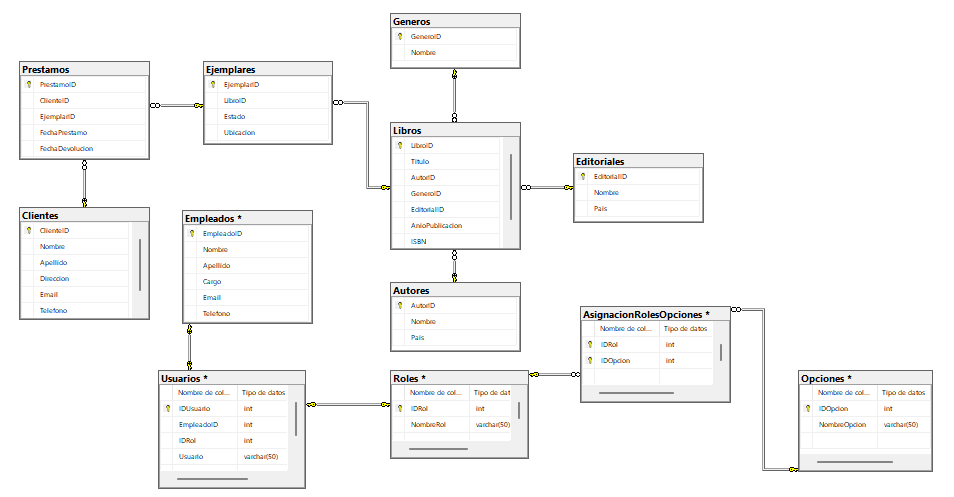 Generos
GeneroID
Nombre
Prestamos
PrestamoID
ClienteID
EjemplarID
FechaPrestamo
FechaDevolucion
Ejemplares
EjemplarID
LibroID
Estado
Ubicacion
Libros
LibroID
Titulo
AutorID
GeneroID
EditorialID
AnioPublicacion
ISBN
Editoriales
EditorialID
Nombre
Pais
Clientes
ClienteID
Nombre
Apellido
Direccion
Email
Telefono
Empleados *
EmpleadoID
Nombre
Apellido
Cargo
Email
Telefono
Autores
AutorID
Nombre
Pais
AsignacionRolesOpciones *
Nombre de col... Tipo de datos
IDRol int
IDOpcion int
Usuarios *
Nombre de col... Tipo de datos
IDUsuario int
EmpleadoID int
IDRol int
Usuario varchar(50)
Roles *
Nombre de col... Tipo de dat
IDRol int
NombreRol varchar(50)
Opciones *
Nombre de col... Tipo de datos
IDOpcion int
NombreOpcion varchar(50)